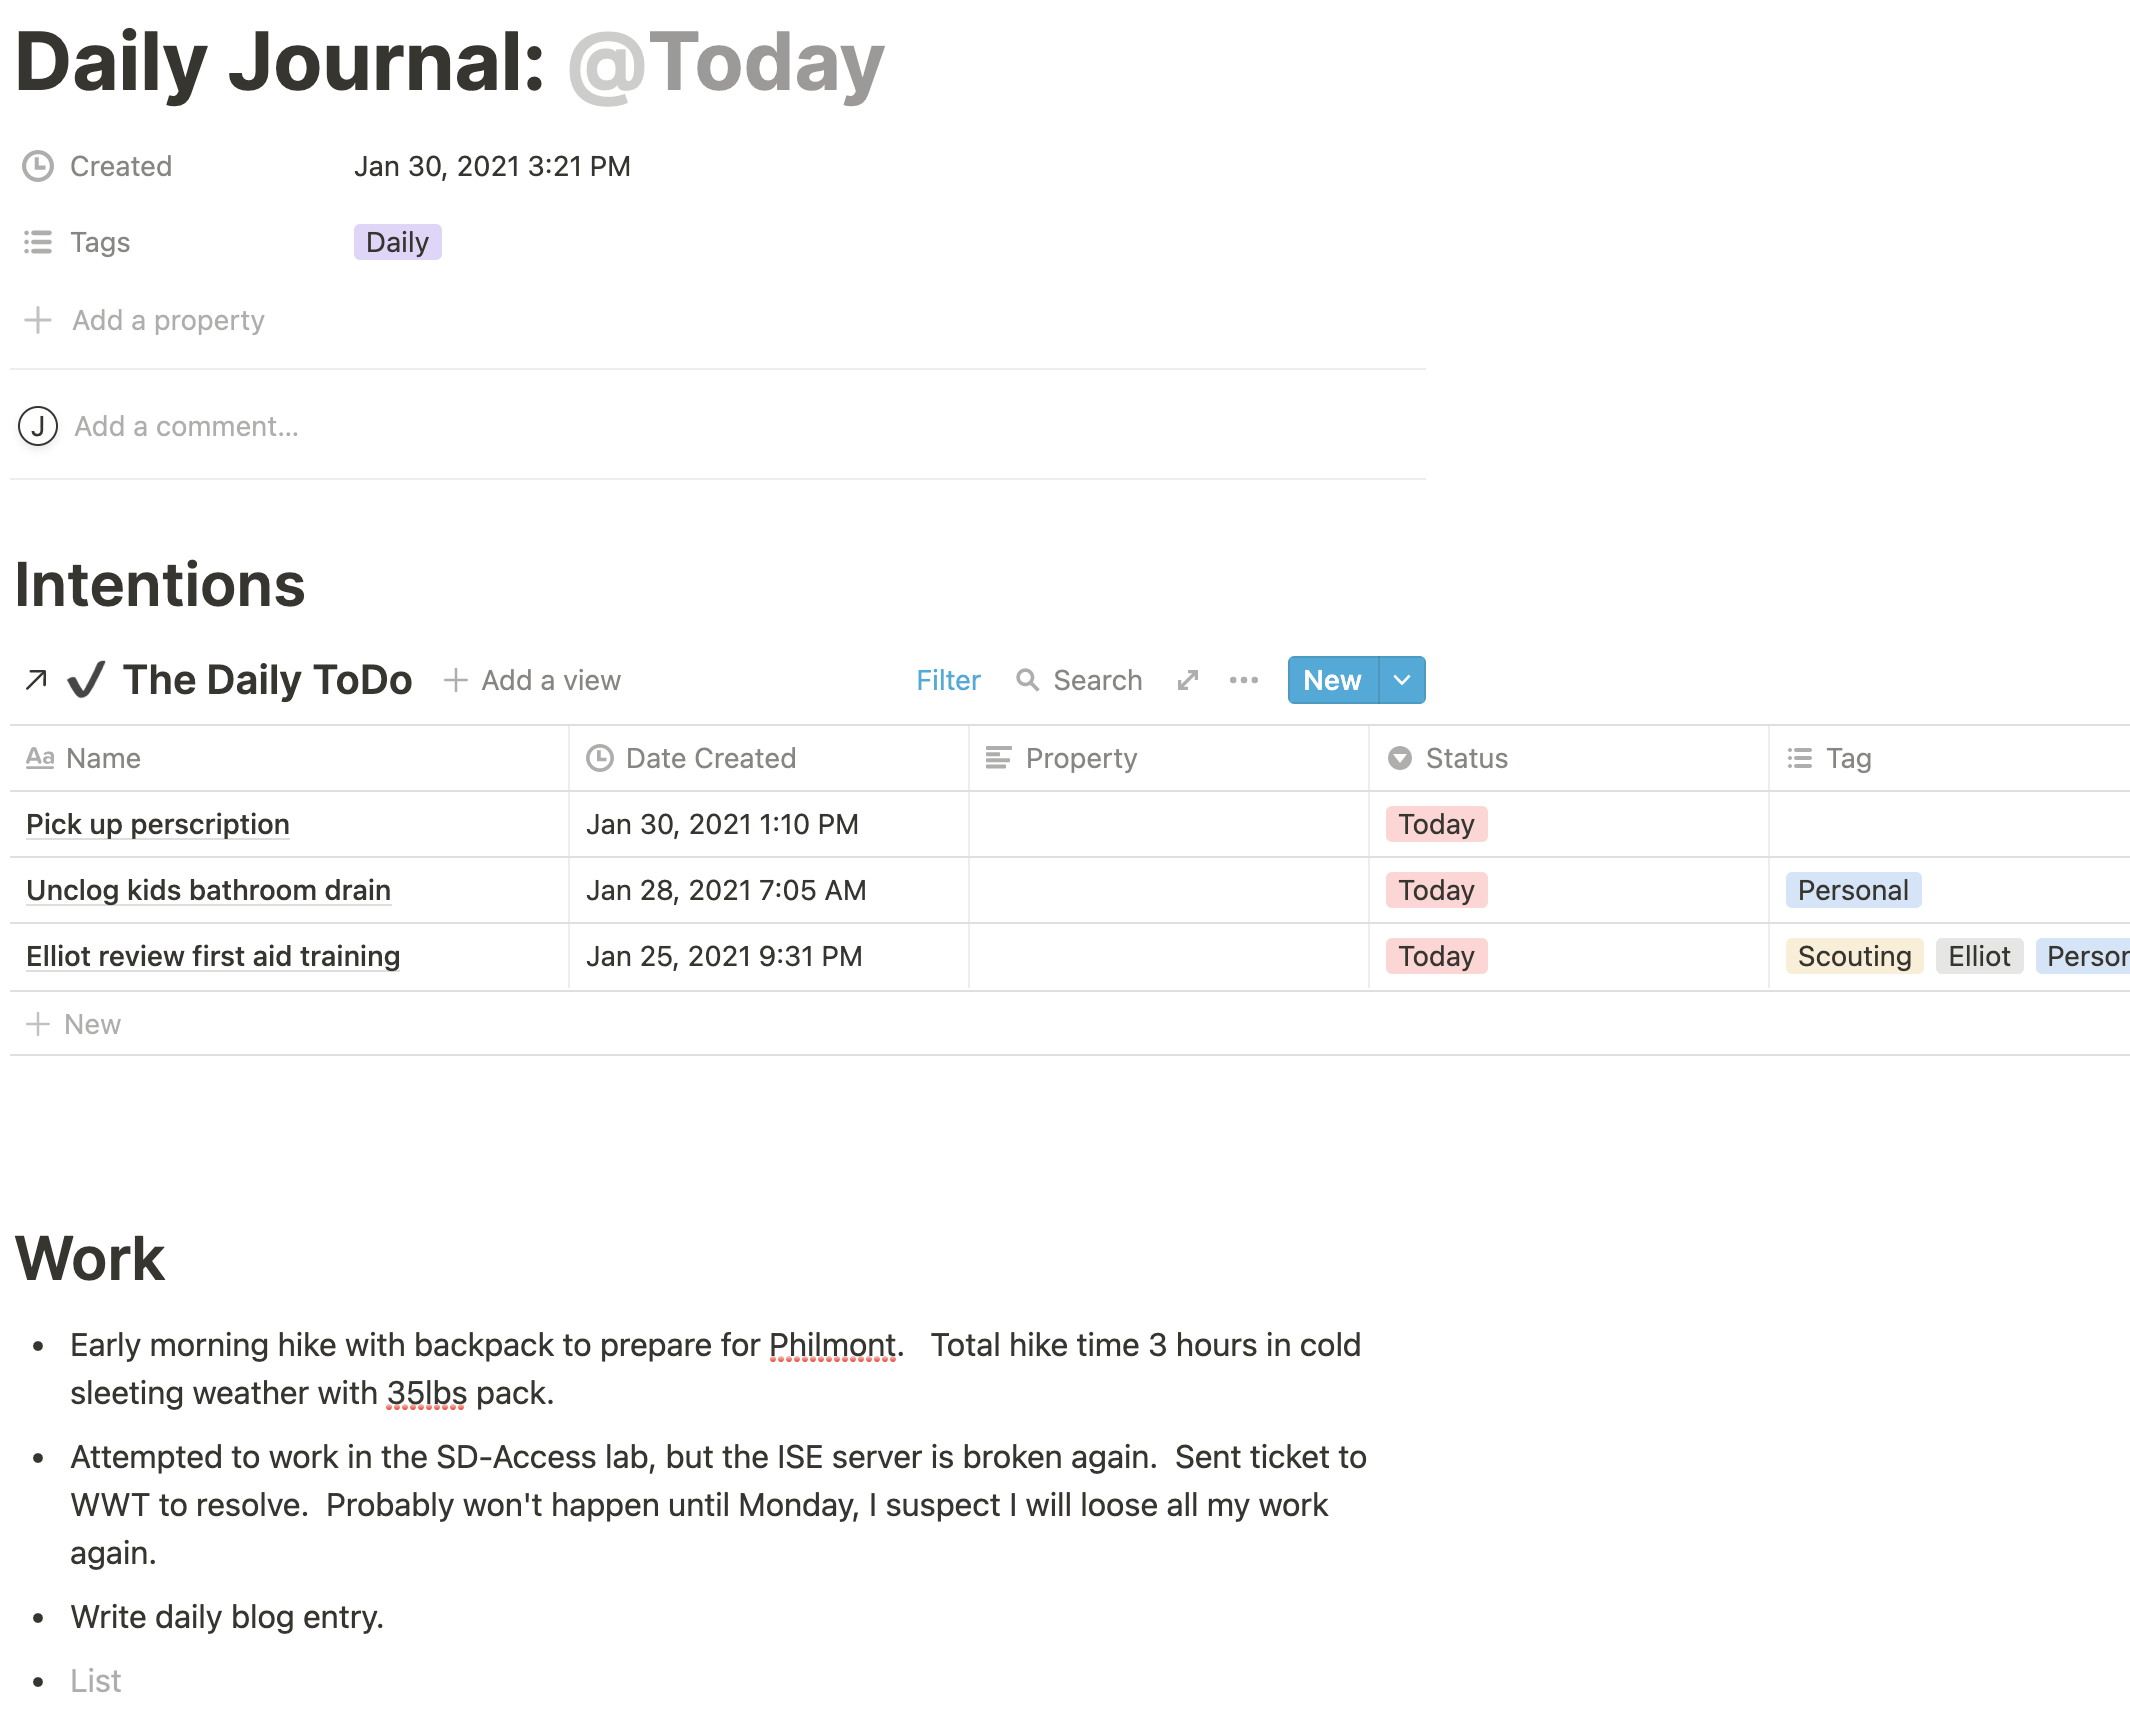 Daily Journal: @Today
Created Jan 30, 2021 3:21 PM
Tags Daily
Add a property
J Add a comment...
Intentions
The Daily ToDo Add a view Filter Search New
Aa Name Date Created Property Status Tag
Pick up perscription Jan 30, 2021 1:10 PM Today
Unclog kids bathroom drain Jan 28, 2021 7:05 AM Today Personal
Elliot review first aid training Jan 25, 2021 9:31 PM Today Scouting Elliot Person
New
Work
• Early morning hike with backpack to prepare for Philmont. Total hike time 3 hours in cold
sleeting weather with 35lbs pack.
• Attempted to work in the SD-Access lab, but the ISE server is broken again. Sent ticket to
WWT to resolve. Probably won't happen until Monday, I suspect I will loose all my work
again.
• Write daily blog entry.
• List